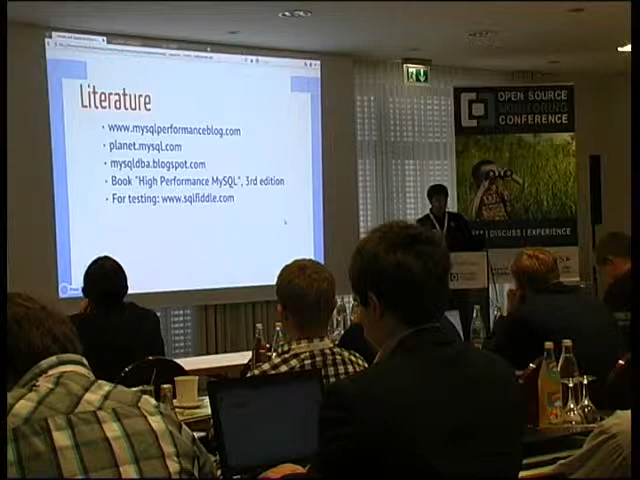 Literature
• www.mysqlperformanceblog.com
• planet.mysql.com
• mysqldba.blogspot.com
• Book "High Performance MySQL", 3rd edition
• For testing: www.sqlfiddle.com
OPEN SOURCE
MONITORING
CONFERENCE
| DISCUSS | EXPERIENCE